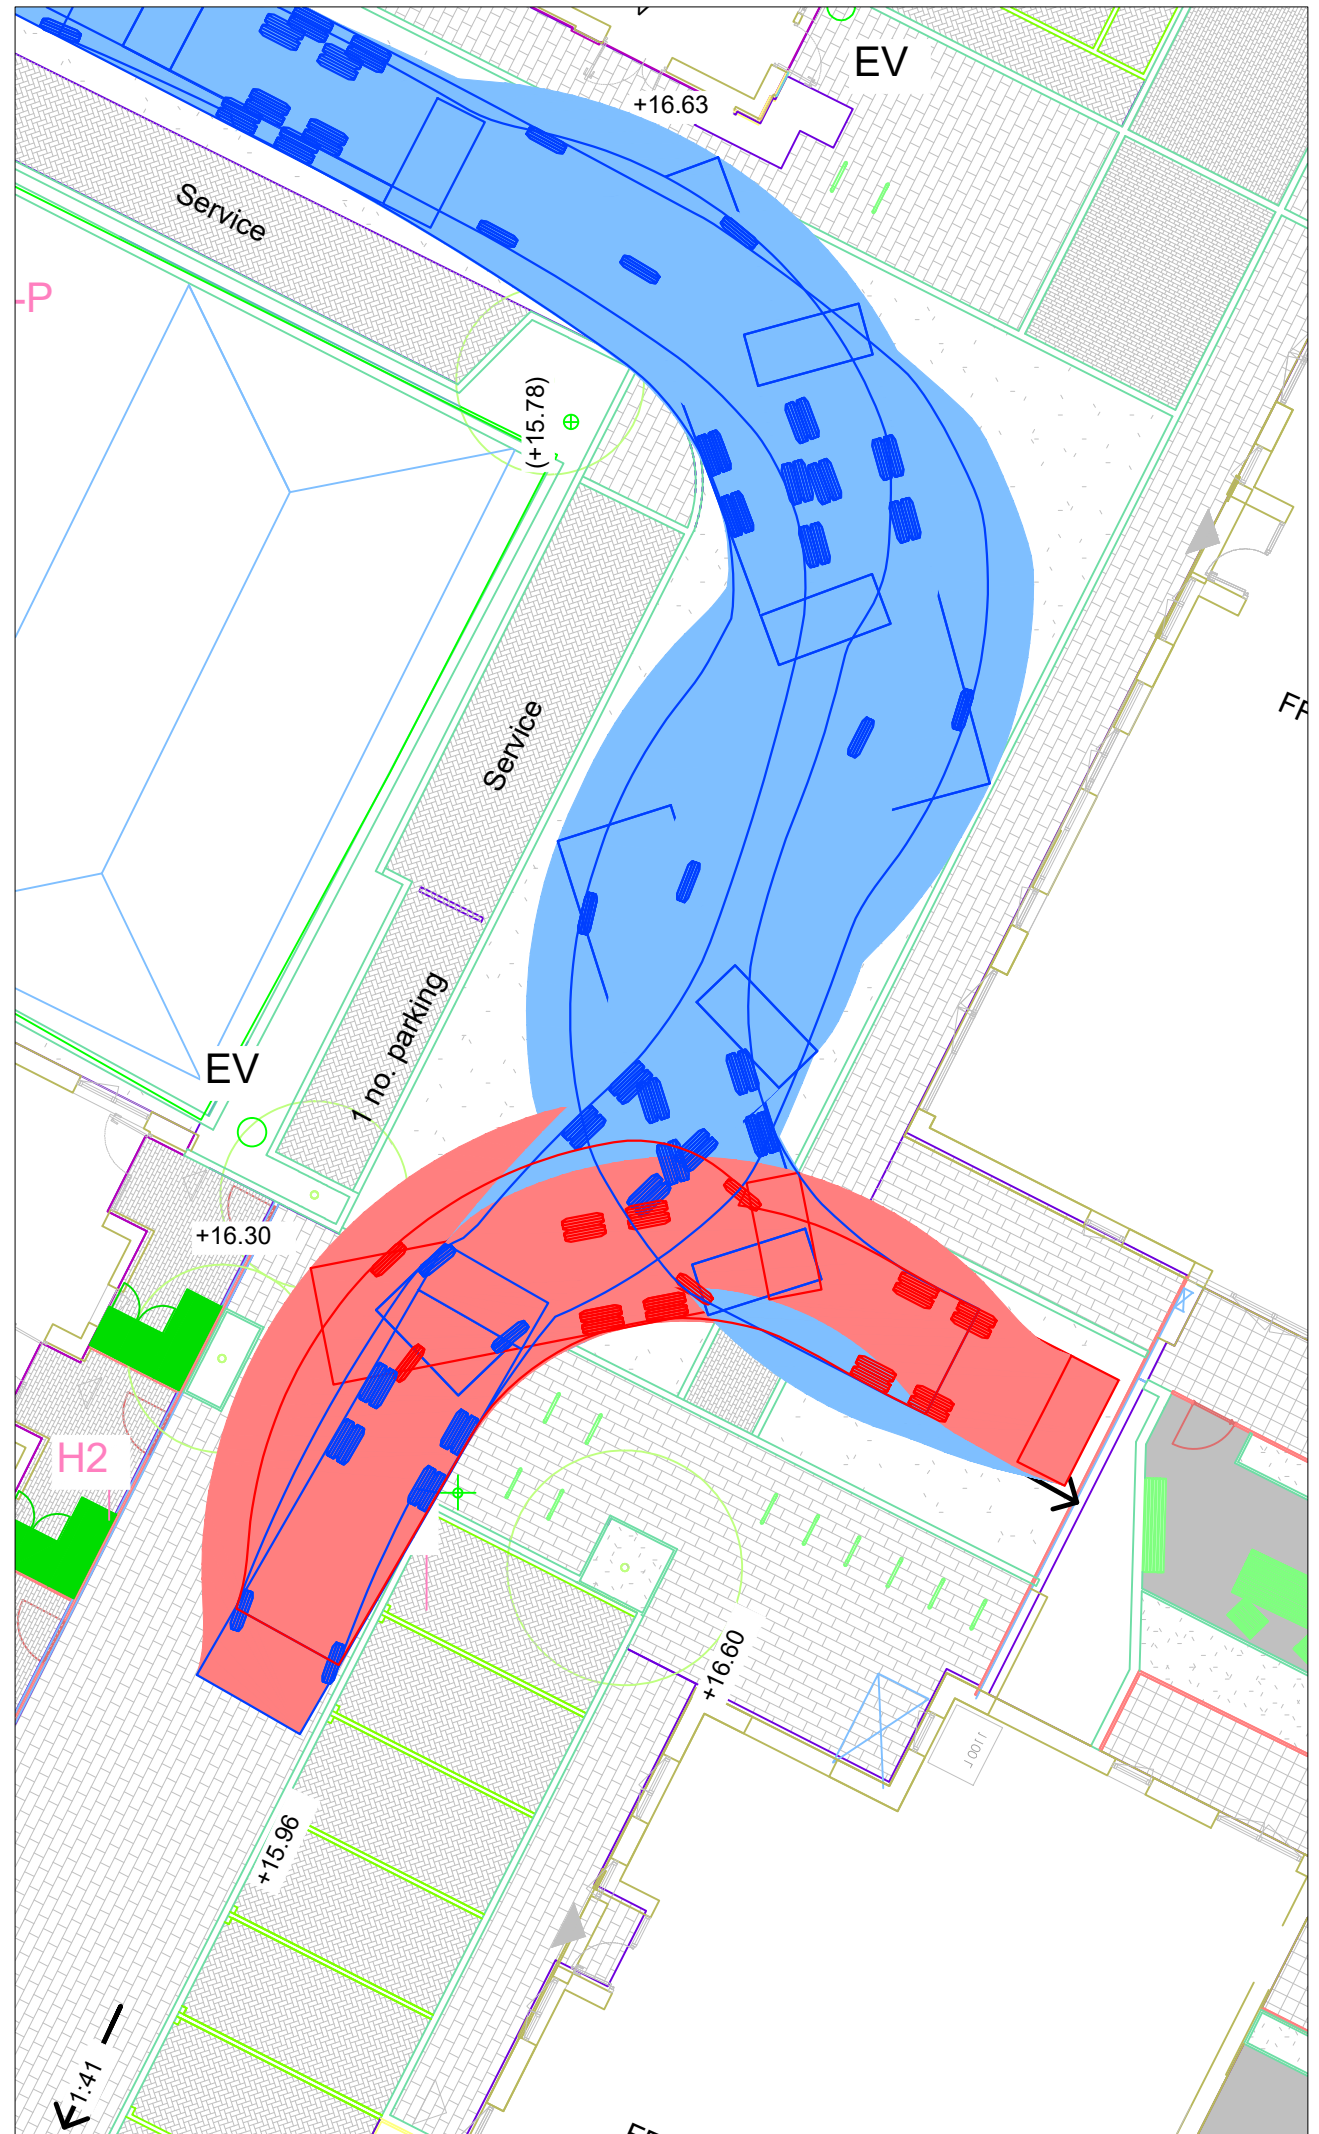 EV
+16.63
Service
-P
(+15.78)
Service
1 no. parking
EV
+16.30
H2
+16.60
1100L
+15.96
1:41